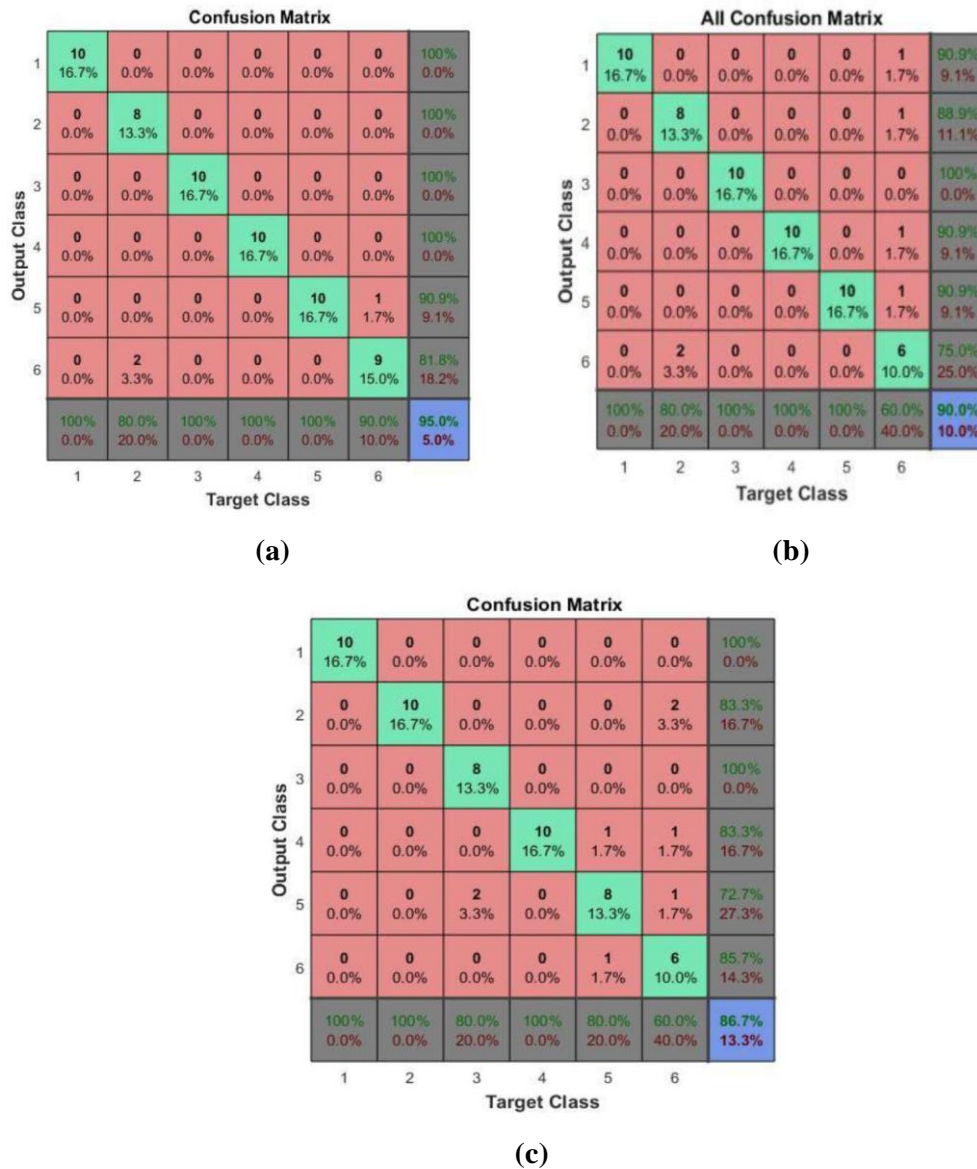 Confusion Matrix
10 0 0 0 0 0 100%
1
16.7% 0.0% 0.0% 0.0% 0.0% 0.0% 0.0%
0 8 0 0 0 0 100%
2
0.0% 13.3% 0.0% 0.0% 0.0% 0.0% 0.0%
0 0 10 0 0 0 100%
3
0.0% 0.0% 16.7% 0.0% 0.0% 0.0% 0.0%
0 0 0 10 0 0 100%
4
0.0% 0.0% 0.0% 16.7% 0.0% 0.0% 0.0%
0 0 0 0 10 1 90.9%
5
0.0% 0.0% 0.0% 0.0% 16.7% 1.7% 9.1%
0 2 0 0 0 9 81.8%
6
0.0% 3.3% 0.0% 0.0% 0.0% 15.0% 18.2%
100% 80.0% 100% 100% 100% 90.0% 95.0%
0.0% 20.0% 0.0% 0.0% 0.0% 10.0% 5.0%
1 2 3 4 5 6
Target Class
Output Class
(a)
All Confusion Matrix
10 0 0 0 0 1 90.9%
1
16.7% 0.0% 0.0% 0.0% 0.0% 1.7% 9.1%
0 8 0 0 0 1 88.9%
2
0.0% 13.3% 0.0% 0.0% 0.0% 1.7% 11.1%
0 0 10 0 0 0 100%
3
0.0% 0.0% 16.7% 0.0% 0.0% 0.0% 0.0%
0 0 0 10 0 1 90.9%
4
0.0% 0.0% 0.0% 16.7% 0.0% 1.7% 9.1%
0 0 0 0 10 1 90.9%
5
0.0% 0.0% 0.0% 0.0% 16.7% 1.7% 9.1%
0 2 0 0 0 6 75.0%
6
0.0% 3.3% 0.0% 0.0% 0.0% 10.0% 25.0%
100% 80.0% 100% 100% 100% 60.0% 90.0%
0.0% 20.0% 0.0% 0.0% 0.0% 40.0% 10.0%
1 2 3 4 5 6
Target Class
Output Class
(b)
Confusion Matrix
10 0 0 0 0 0 100%
1
16.7% 0.0% 0.0% 0.0% 0.0% 0.0% 0.0%
0 10 0 0 0 2 83.3%
2
0.0% 16.7% 0.0% 0.0% 0.0% 3.3% 16.7%
0 0 8 0 0 0 100%
3
0.0% 0.0% 13.3% 0.0% 0.0% 0.0% 0.0%
0 0 0 10 1 1 83.3%
4
0.0% 0.0% 0.0% 16.7% 1.7% 1.7% 16.7%
0 0 2 0 8 1 72.7%
5
0.0% 0.0% 3.3% 0.0% 13.3% 1.7% 27.3%
0 0 0 0 1 6 85.7%
6
0.0% 0.0% 0.0% 0.0% 1.7% 10.0% 14.3%
100% 100% 80.0% 100% 80.0% 60.0% 86.7%
0.0% 0.0% 20.0% 0.0% 20.0% 40.0% 13.3%
1 2 3 4 5 6
Target Class
Output Class
(c)